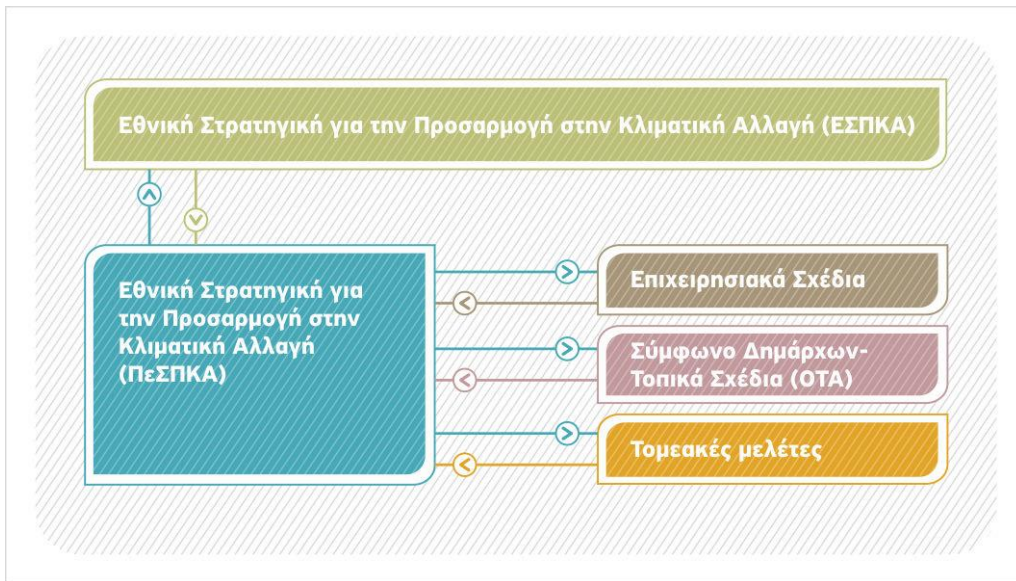 Εθνική Στρατηγική για την Προσαρμογή στην Κλιματική Αλλαγή (ΕΣΠΚΑ)
Εθνική Στρατηγική για
την Προσαρμογή στην
Κλιματική Αλλαγή
(ΠεΣΠΚΑ)
Επιχειρησιακά Σχέδια
Σύμφωνο Δημάρχων-
Τοπικά Σχέδια (ΟΤΑ)
Τομεακές μελέτες